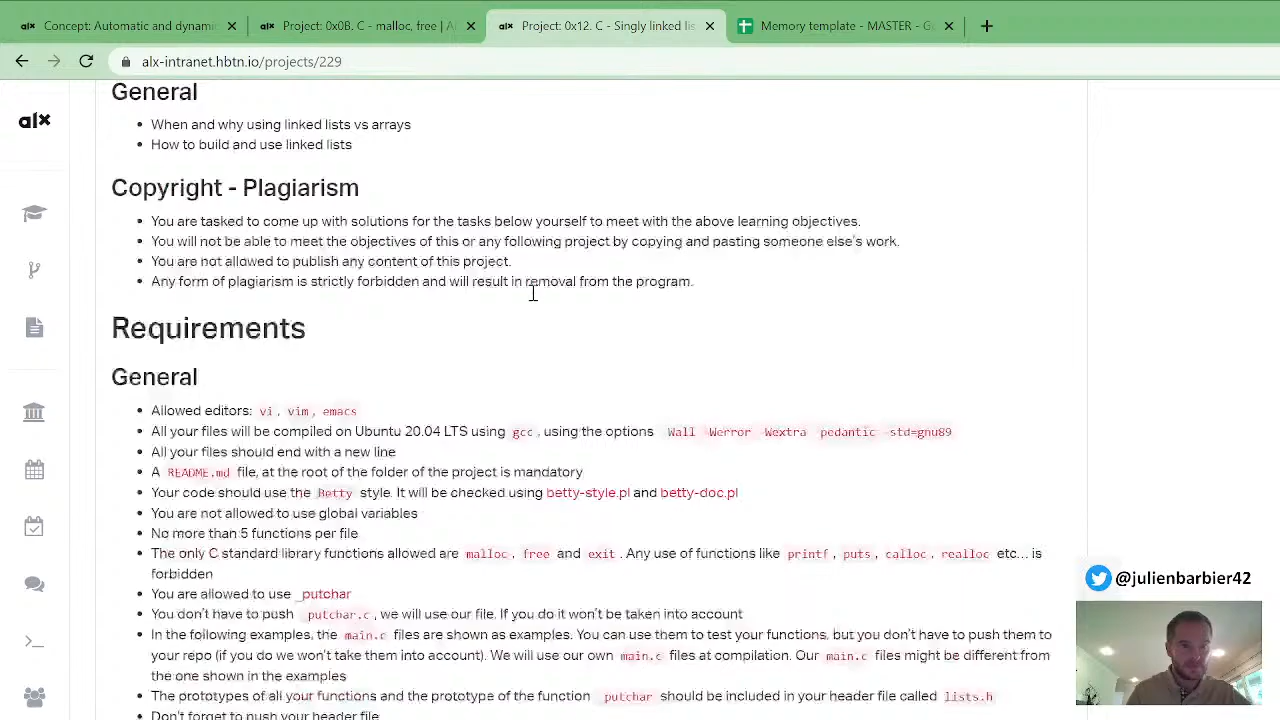 alx Concept: Automatic and dynami
alx Project: 0x0B. C - malloc, free | A
alx Project: 0x12. C - Singly linked lis
Memory template - MASTER - Go
alx-intranet.hbtn.io/projects/229
alx
General
When and why using linked lists vs arrays
How to build and use linked lists
Copyright - Plagiarism
You are tasked to come up with solutions for the tasks below yourself to meet with the above learning objectives.
You will not be able to meet the objectives of this or any following project by copying and pasting someone else's work.
You are not allowed to publish any content of this project.
Any form of plagiarism is strictly forbidden and will result in removal from the program.
Requirements
General
Allowed editors: vi, vim, emacs
All your files will be compiled on Ubuntu 20.04 LTS using gcc, using the options -Wall -Werror -Wextra -pedantic -std=gnu89
All your files should end with a new line
A README.md file, at the root of the folder of the project is mandatory
Your code should use the Betty style. It will be checked using betty-style.pl and betty-doc.pl
You are not allowed to use global variables
No more than 5 functions per file
The only C standard library functions allowed are malloc, free and exit. Any use of functions like printf, puts, calloc, realloc etc... is
forbidden
You are allowed to use _putchar
You don't have to push _putchar.c, we will use our file. If you do it won't be taken into account
In the following examples, the main.c files are shown as examples. You can use them to test your functions, but you don't have to push them to
your repo (if you do we won't take them into account). We will use our own main.c files at compilation. Our main.c files might be different from
the one shown in the examples
The prototypes of all your functions and the prototype of the function _putchar should be included in your header file called lists.h
Don't forget to push your header file
@julienbarbier42